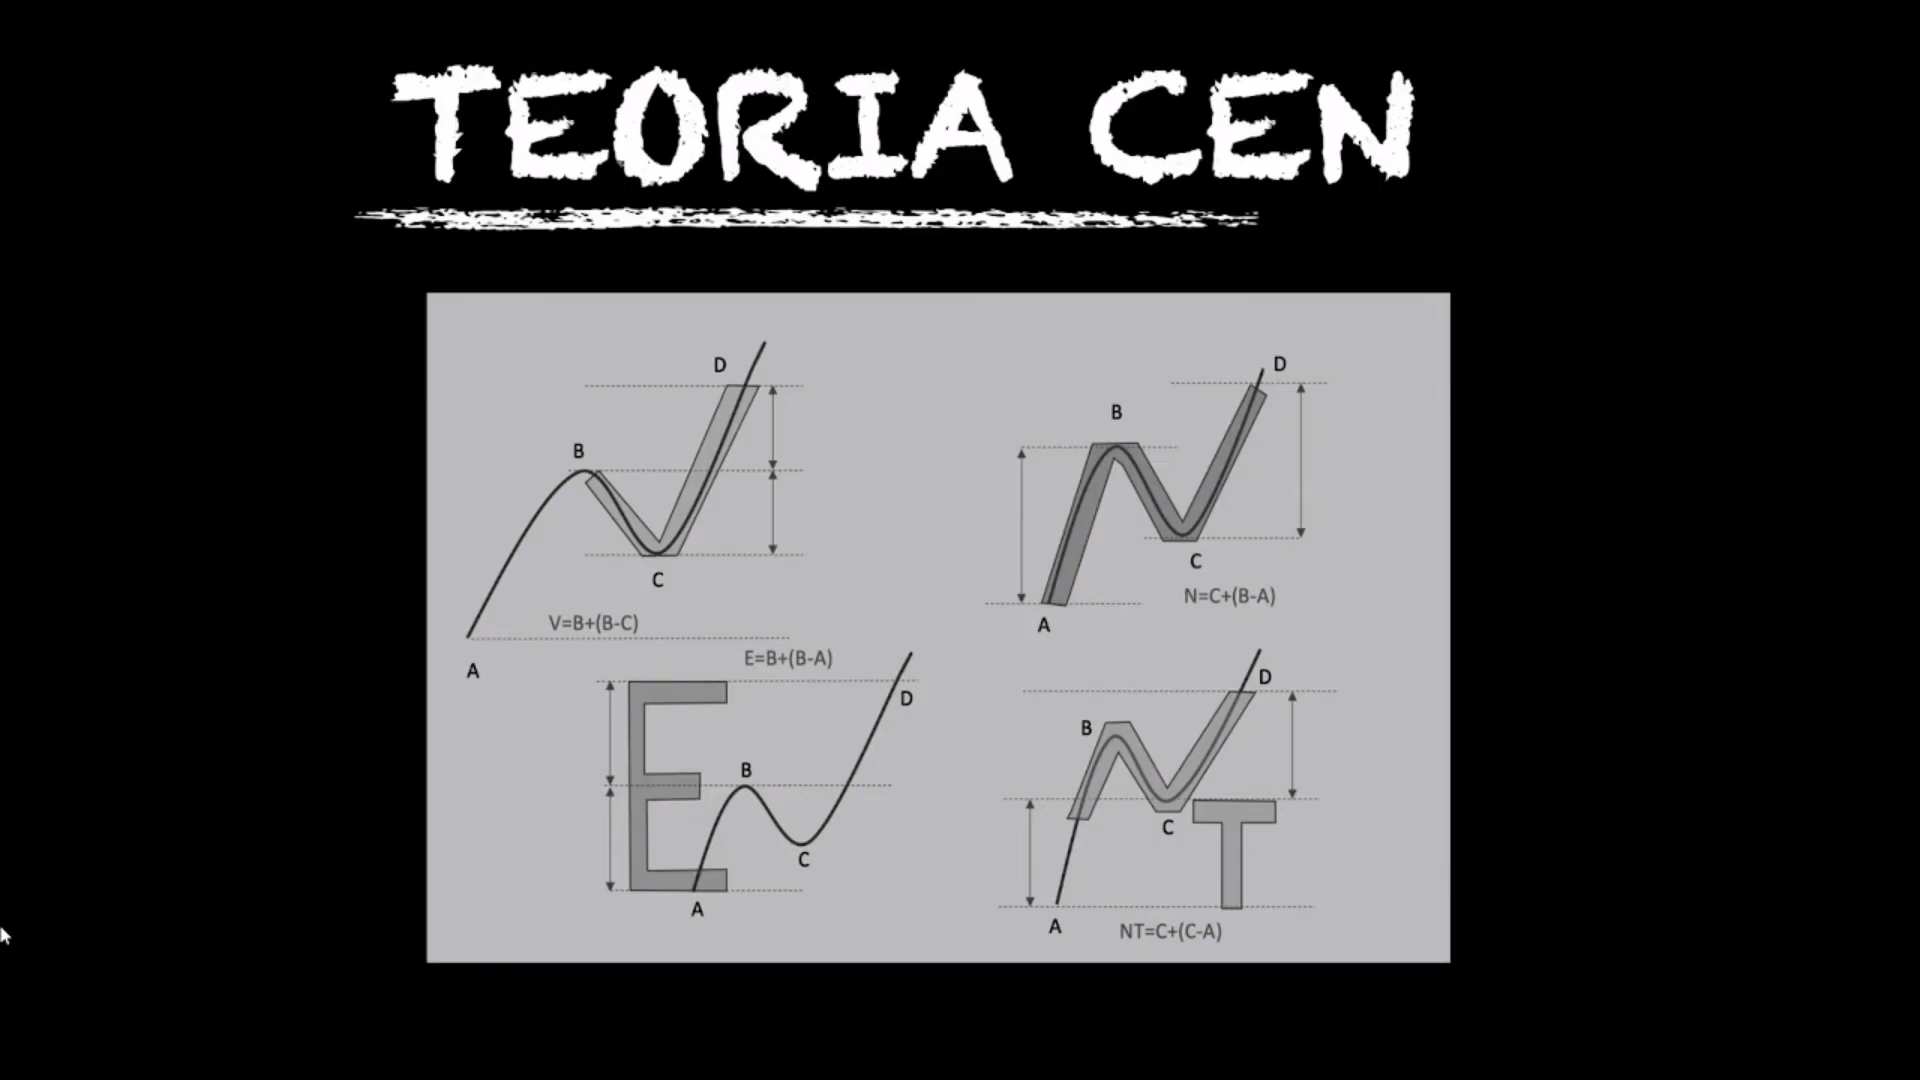 TEORIA CEN
D
B
C
V=B+(B-C)
A
D
B
C
N=C+(B-A)
A
E=B+(B-A)
D
B
C
A
D
B
C
A
NT=C+(C-A)